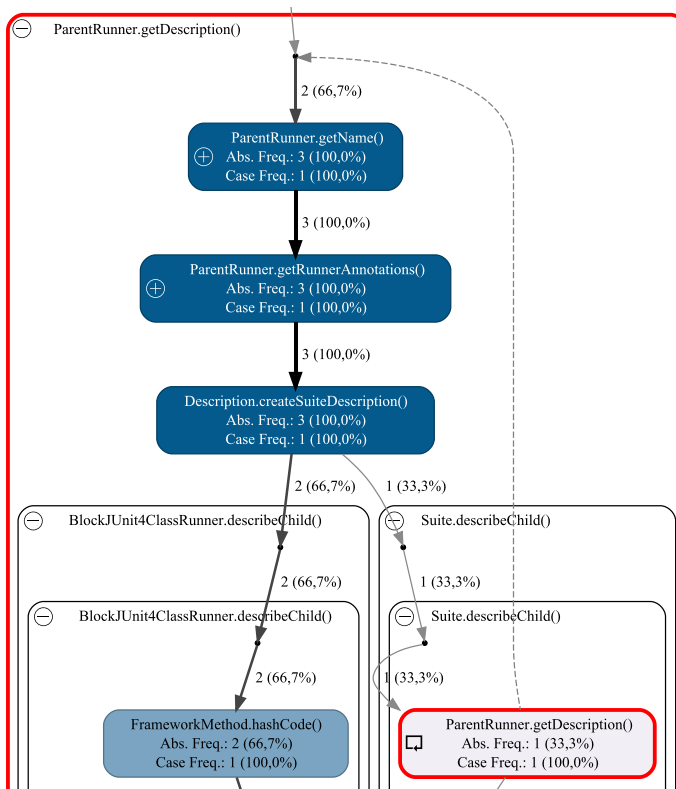 ParentRunner.getDescription()
2 (66,7%)
ParentRunner.getName()
Abs. Freq.: 3 (100,0%)
Case Freq.: 1 (100,0%)
3 (100,0%)
ParentRunner.getRunnerAnnotations()
Abs. Freq.: 3 (100,0%)
Case Freq.: 1 (100,0%)
3 (100,0%)
Description.createSuiteDescription()
Abs. Freq.: 3 (100,0%)
Case Freq.: 1 (100,0%)
2 (66,7%)
1 (33,3%)
BlockJUnit4ClassRunner.describeChild()
Suite.describeChild()
2 (66,7%)
1 (33,3%)
BlockJUnit4ClassRunner.describeChild()
Suite.describeChild()
2 (66,7%)
1 (33,3%)
FrameworkMethod.hashCode()
Abs. Freq.: 2 (66,7%)
Case Freq.: 1 (100,0%)
ParentRunner.getDescription()
Abs. Freq.: 1 (33,3%)
Case Freq.: 1 (100,0%)